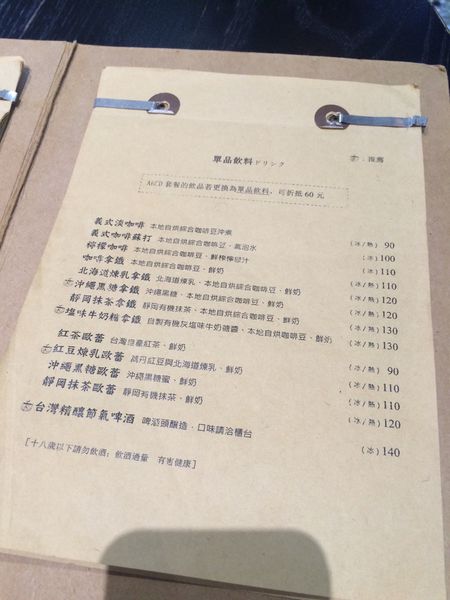 單品飲料ドリンク
推薦
ABCD 套餐的飲品若更換為單品飲料，可折抵 60 元
義式淡咖啡 本地自烘綜合咖啡豆沖煮 (冰/熱) 90
義式咖啡蘇打 本地自烘綜合咖啡豆、氣泡水 (冰) 100
檸檬咖啡 本地自烘綜合咖啡豆、鮮榨檸檬汁 (冰) 110
咖啡拿鐵 本地自烘綜合咖啡豆、鮮奶 (冰/熱) 110
北海道煉乳拿鐵 北海道煉乳、本地自烘綜合咖啡豆、鮮奶 (冰/熱) 120
沖繩黑糖拿鐵 沖繩黑糖、本地自烘綜合咖啡豆、鮮奶 (冰/熱) 120
靜岡抹茶拿鐵 靜岡有機抹茶、本地自烘綜合咖啡豆、鮮奶 (冰/熱) 130
塩味牛奶糖拿鐵 自製有機灰塩味牛奶糖醬、本地自烘綜合咖啡豆、鮮奶 (冰/熱) 130
紅茶歐蕾 台灣日產紅茶、鮮奶 (冰/熱) 90
紅豆煉乳歐蕾 萬丹紅豆與北海道煉乳、鮮奶 (冰/熱) 110
沖繩黑糖歐蕾 沖繩黑糖蜜、鮮奶 (冰/熱) 110
靜岡抹茶歐蕾 靜岡有機抹茶、鮮奶 (冰/熱) 120
台灣精釀節氣啤酒 啤酒頭釀造，口味請洽櫃台 (冰) 140
［十八歲以下請勿飲酒；飲酒過量 有害健康］